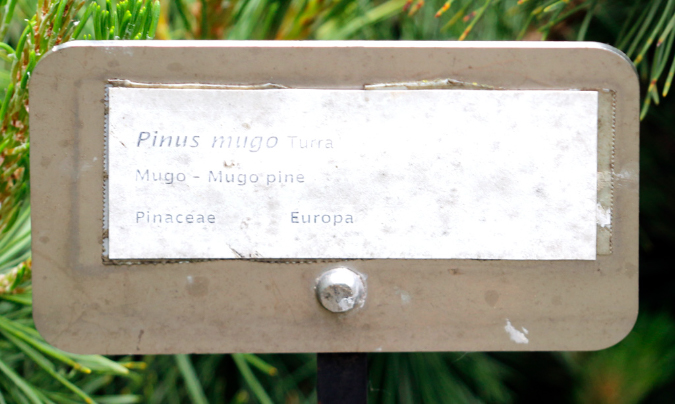 Pinus mugo Turra
Mugo - Mugo pine
Pinaceae Europa